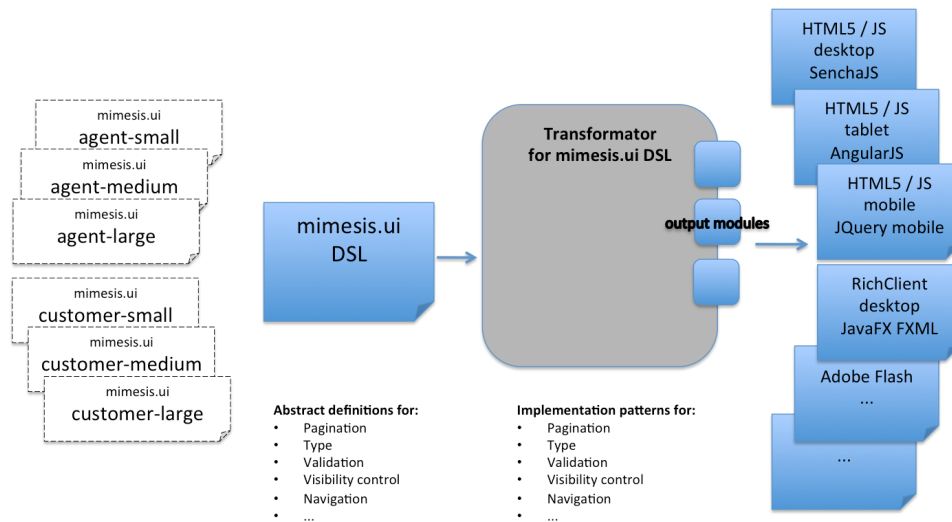 mimesis.ui
agent-small
mimesis.ui
agent-medium
mimesis.ui
agent-large
mimesis.ui
customer-small
mimesis.ui
customer-medium
mimesis.ui
customer-large
mimesis.ui
DSL
Abstract definitions for:
• Pagination
• Type
• Validation
• Visibility control
• Navigation
• ...
Transformator
for mimesis.ui DSL
output modules
Implementation patterns for:
• Pagination
• Type
• Validation
• Visibility control
• Navigation
• ...
HTML5 / JS
desktop
SenchaJS
HTML5 / JS
tablet
AngularJS
HTML5 / JS
mobile
JQuery mobile
RichClient
desktop
JavaFX FXML
Adobe Flash
...
...